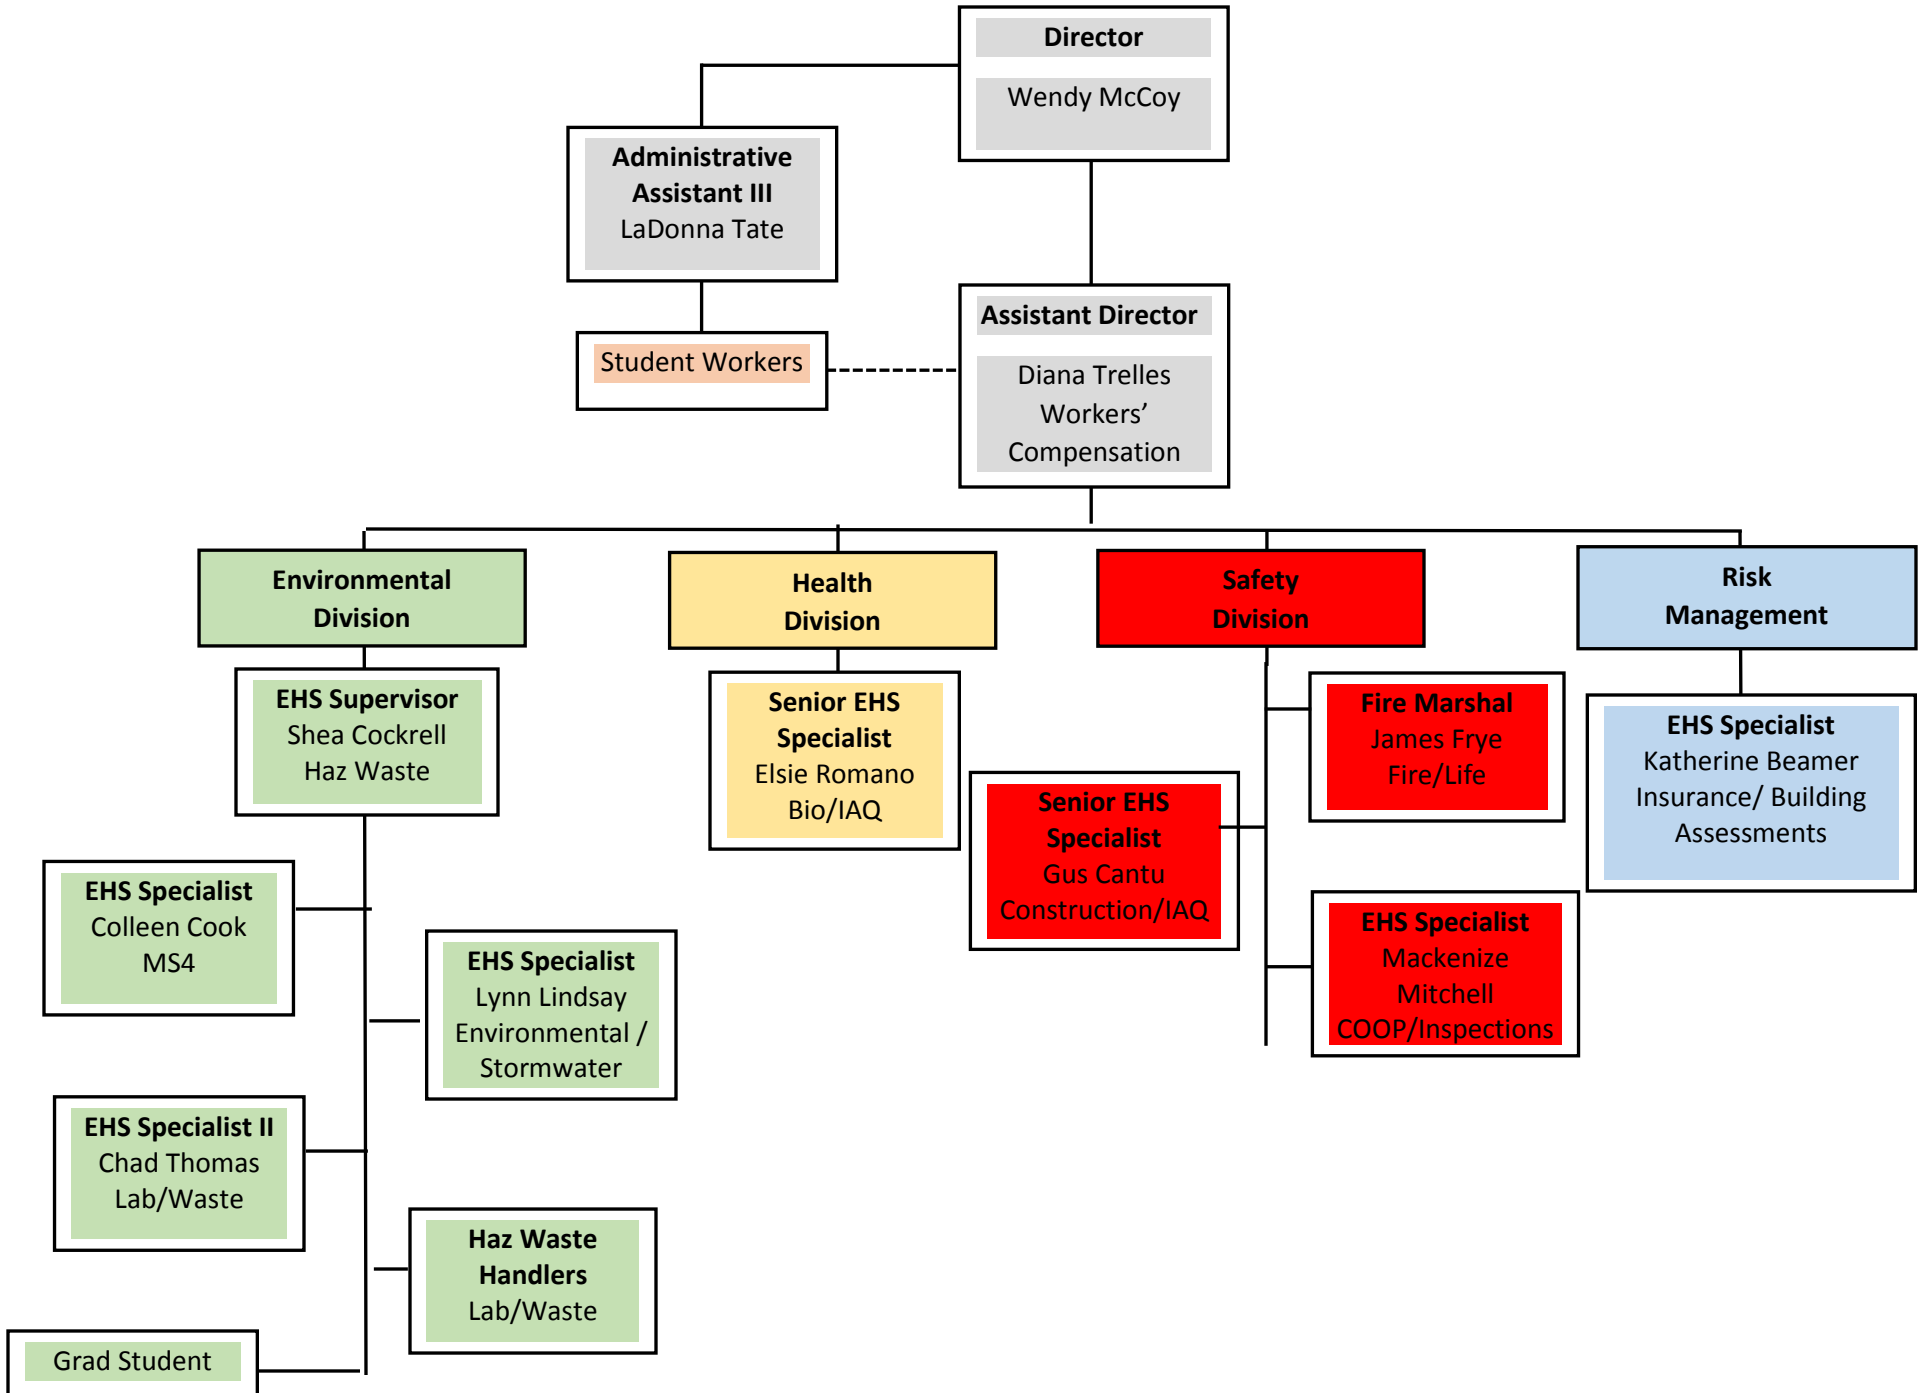 Director
Wendy McCoy
Administrative
Assistant III
LaDonna Tate
Assistant Director
Diana Trelles
Workers’
Compensation
Student Workers
Environmental
Division
Health
Division
Safety
Division
Risk
Management
EHS Supervisor
Shea Cockrell
Haz Waste
Senior EHS
Specialist
Elsie Romano
Bio/IAQ
Fire Marshal
James Frye
Fire/Life
EHS Specialist
Katherine Beamer
Insurance/ Building
Assessments
Senior EHS
Specialist
Gus Cantu
Construction/IAQ
EHS Specialist
Colleen Cook
MS4
EHS Specialist
Lynn Lindsay
Environmental /
Stormwater
EHS Specialist
Mackenize
Mitchell
COOP/Inspections
EHS Specialist II
Chad Thomas
Lab/Waste
Haz Waste
Handlers
Lab/Waste
Grad Student